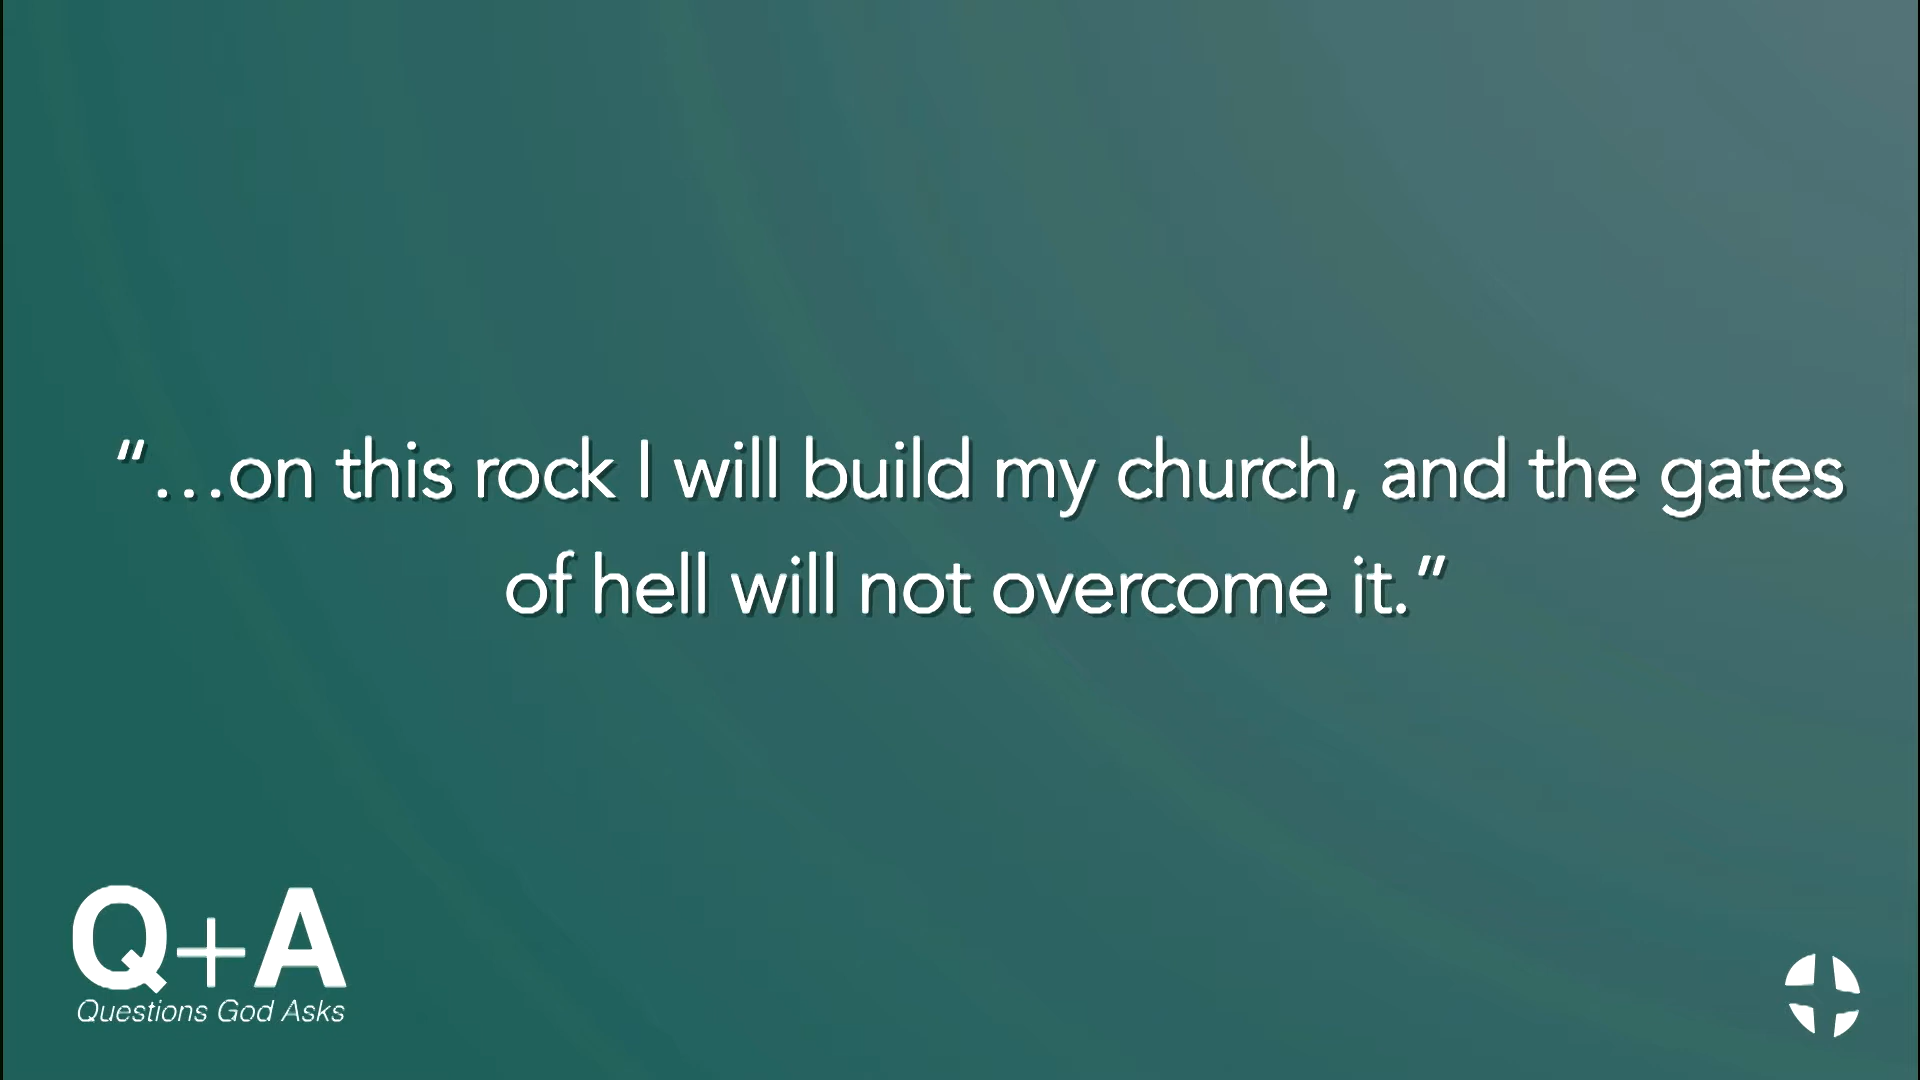 “…on this rock I will build my church, and the gates
of hell will not overcome it.”
Q+A
Questions God Asks